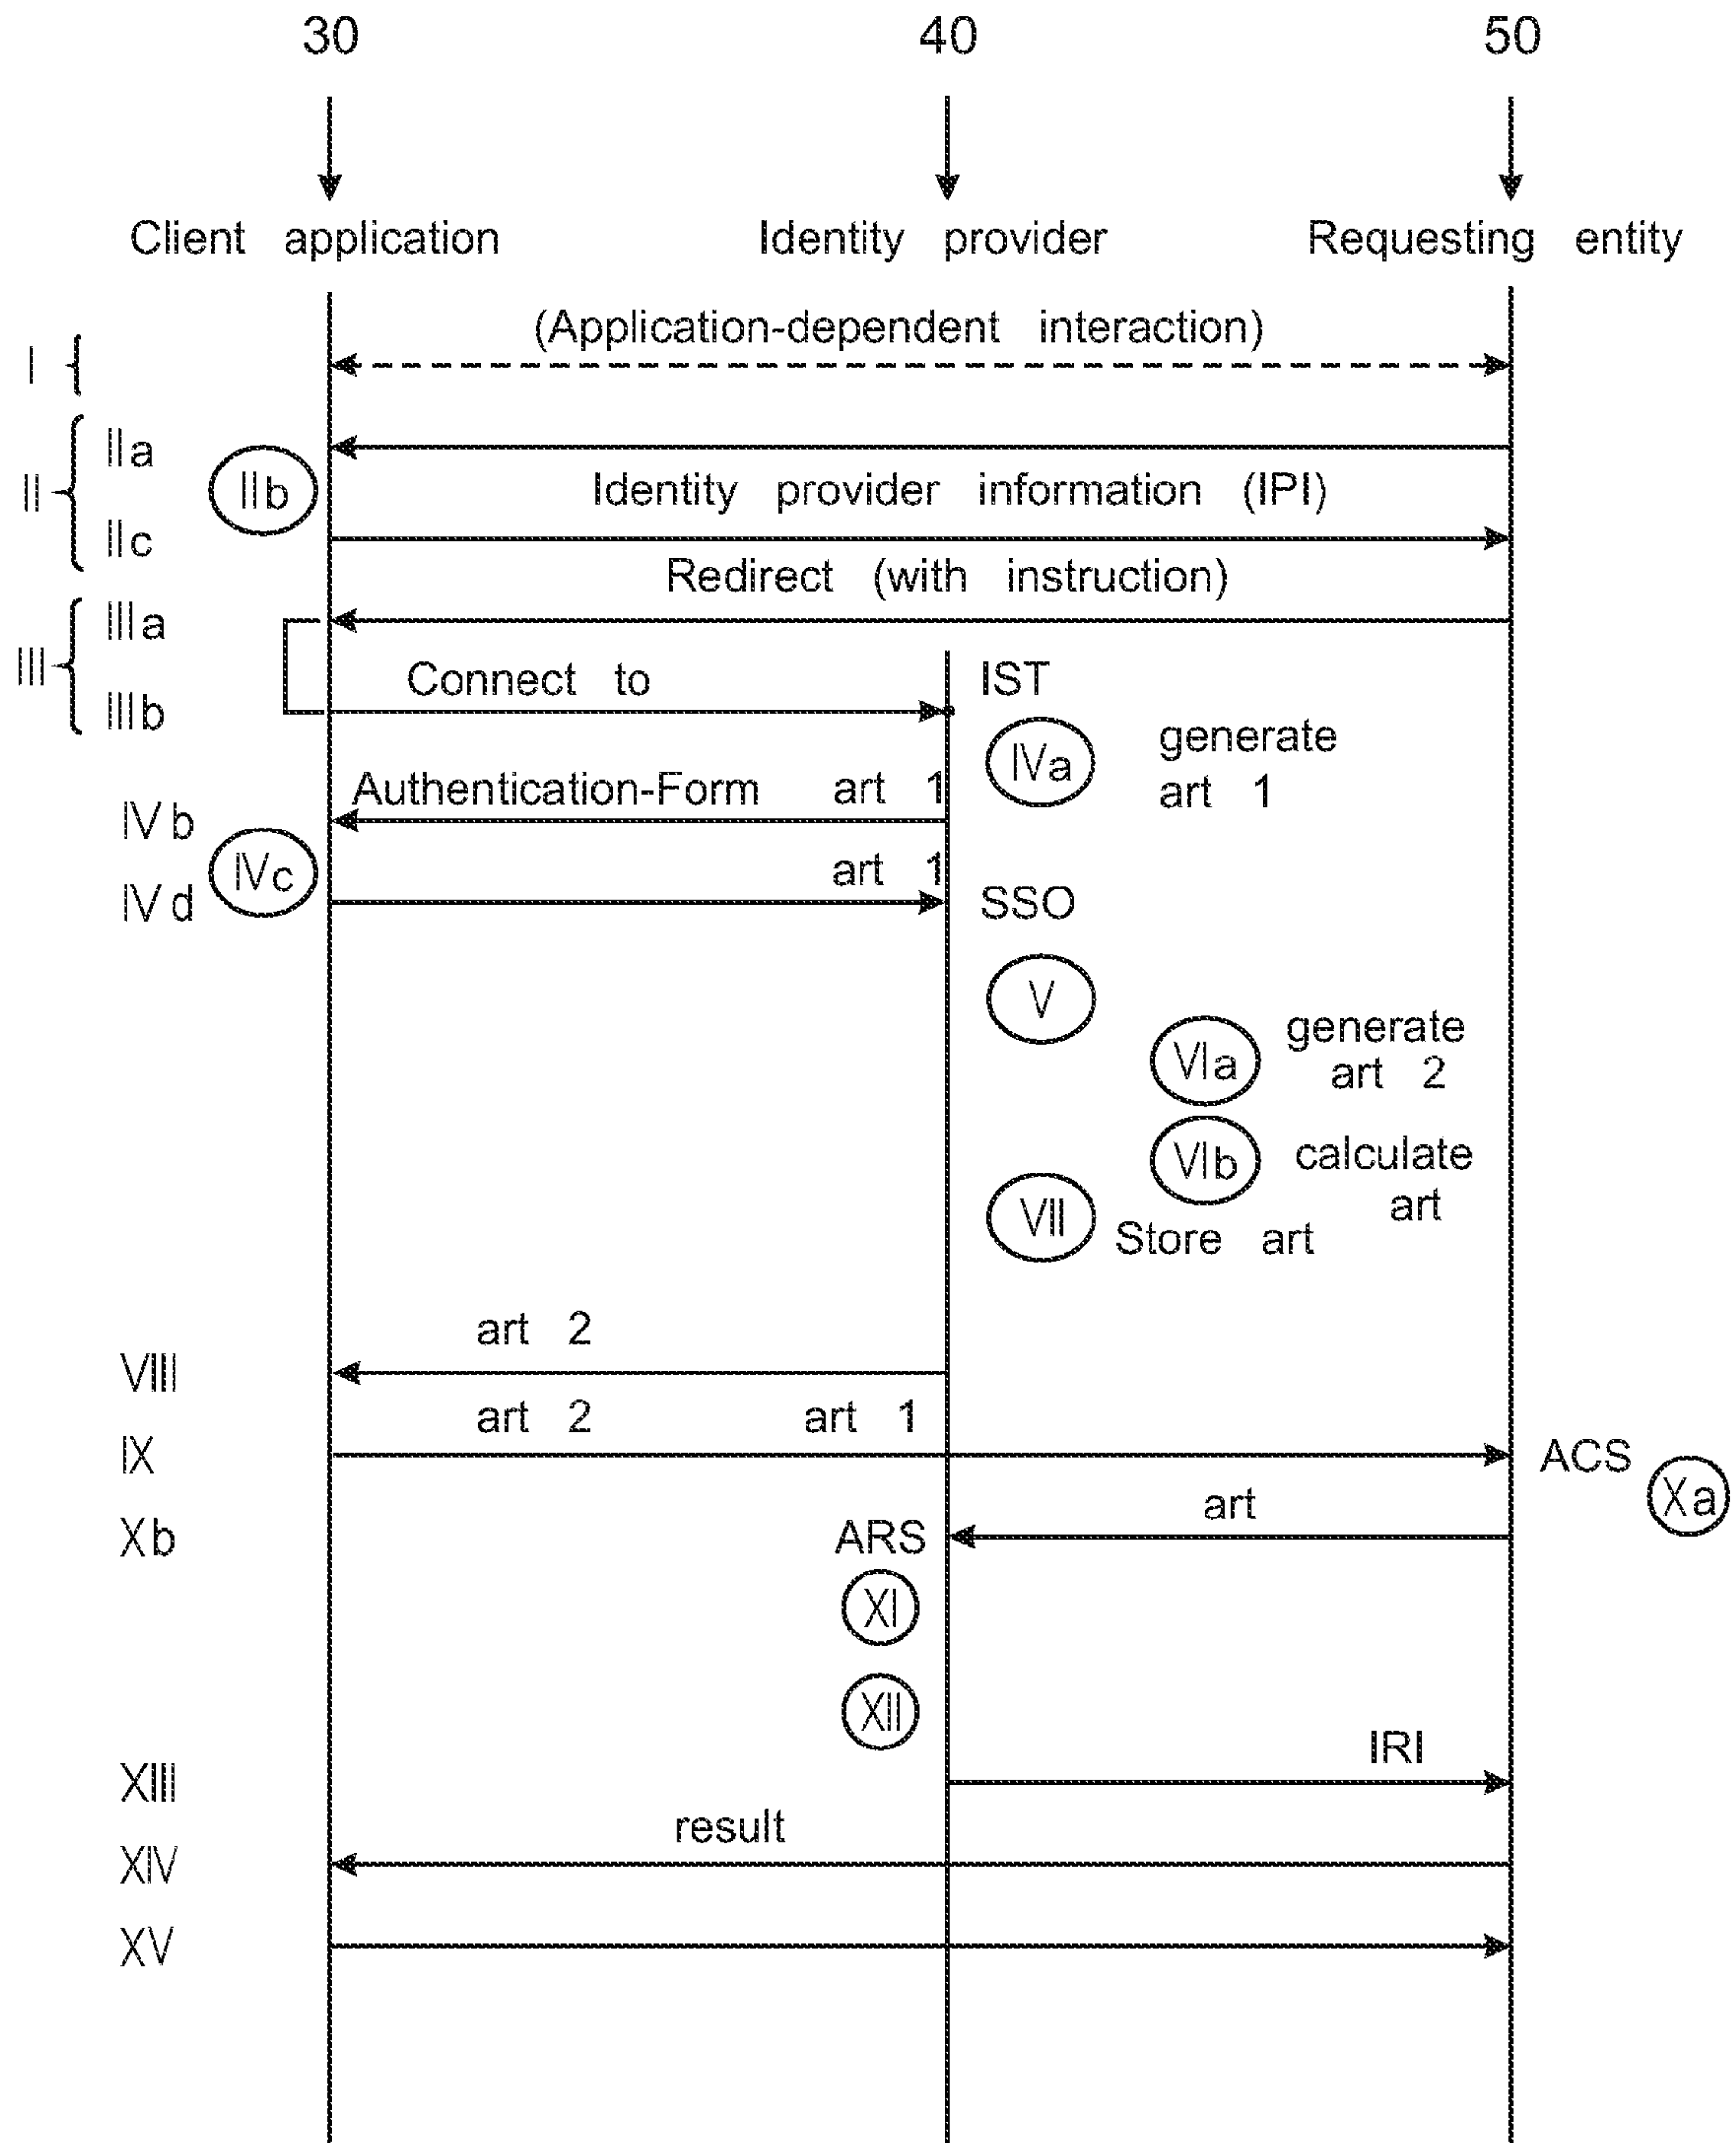 30 40 50
Client application Identity provider Requesting entity
(Application-dependent interaction)
I
IIa
II IIb Identity provider information (IPI)
IIc
Redirect (with instruction)
IIIa
III Connect to IST
IIIb
IVa generate
art 1
Authentication-Form art 1
IVb
IVc art 1
IVd SSO
V
VIa generate
art 2
VIb calculate
art
VII Store art
art 2
VIII
art 2 art 1
IX ACS
Xa
art
Xb ARS
XI
XII
IRI
XIII
result
XIV
XV